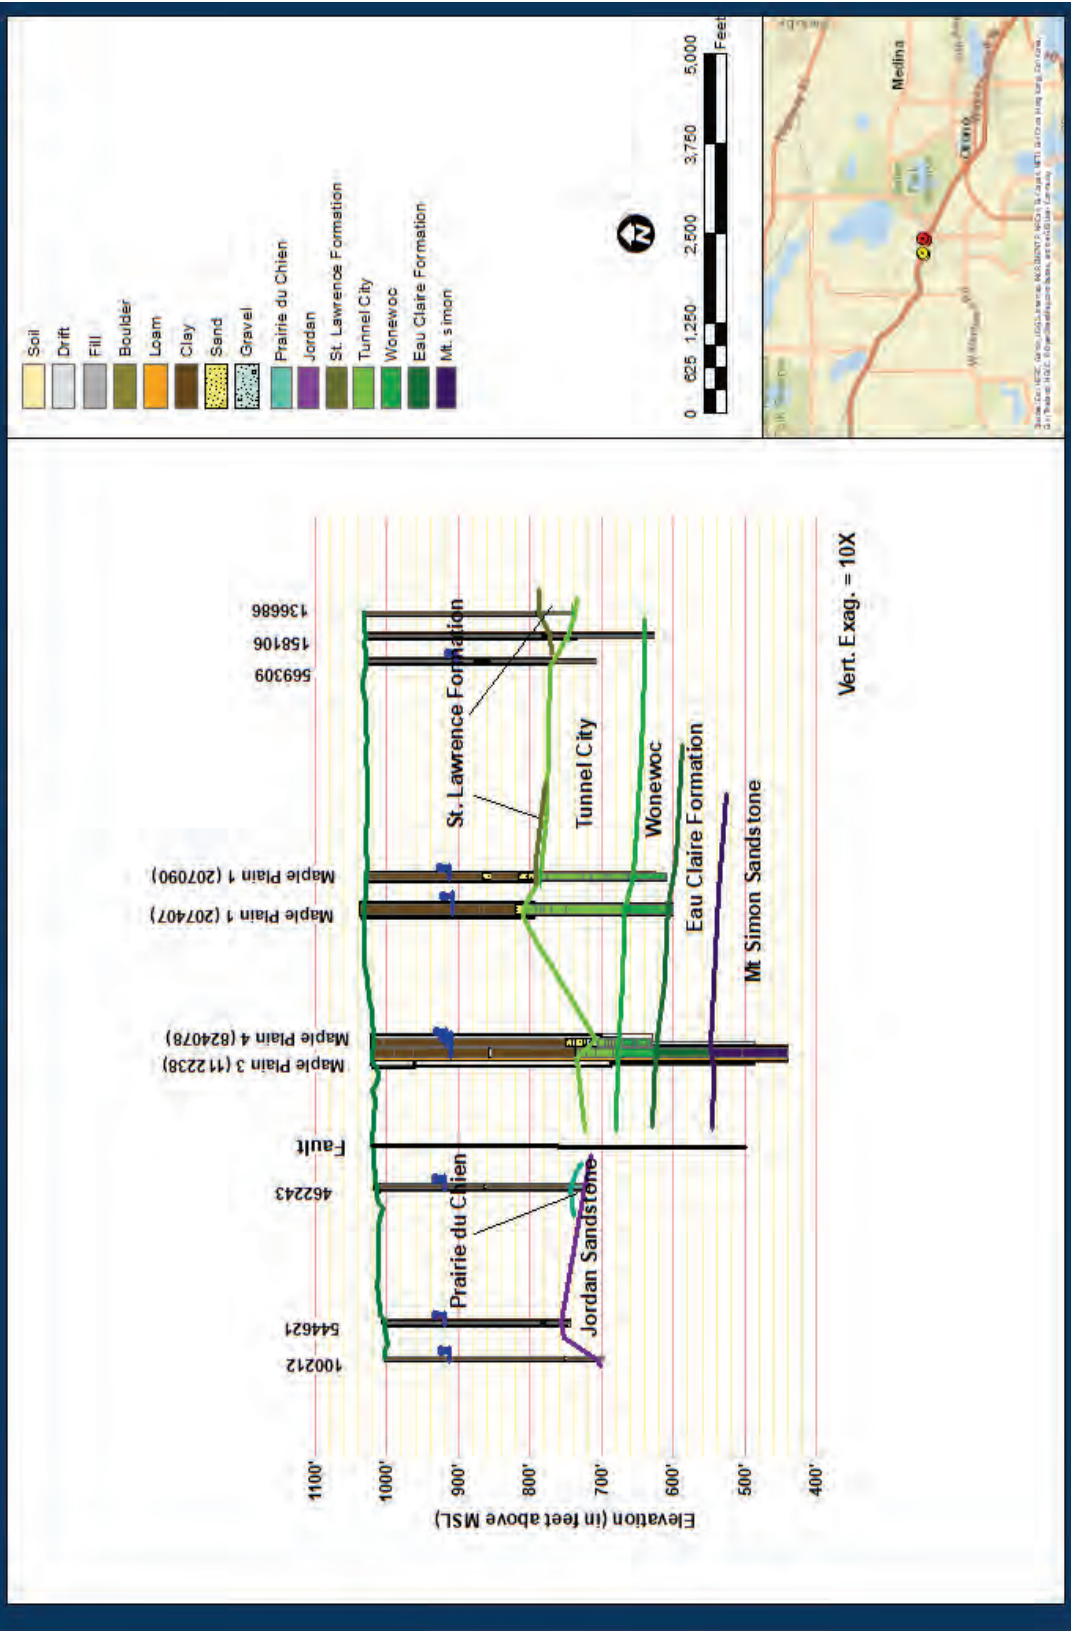 Soil
Drift
Fill
Boulder
Loam
Clay
Sand
Gravel
Prairie du Chien
Jordan
St. Lawrence Formation
Tunnel City
Wonewoc
Eau Claire Formation
Mt. simon
0 625 1,250 2,500 3,750 5,000
Feet
N
Medina
Orono
Highway
Park
100212
544621
462243
Fault
Maple Plain 3 (112238)
Maple Plain 4 (824078)
Maple Plain 1 (207407)
Maple Plain 1 (207090)
569309
158106
136686
Elevation (in feet above MSL)
1100'
1000'
900'
800'
700'
600'
500'
400'
Prairie du Chien
Jordan Sandstone
St. Lawrence Formation
Tunnel City
Wonewoc
Eau Claire Formation
Mt Simon Sandstone
Vert. Exag. = 10X